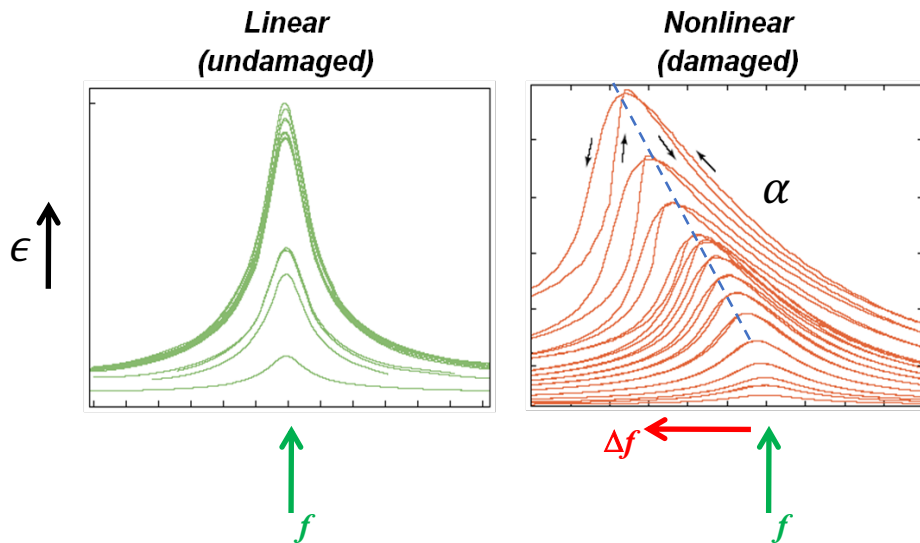 Linear
(undamaged)
Nonlinear
(damaged)
ϵ
α
f
Δf
f